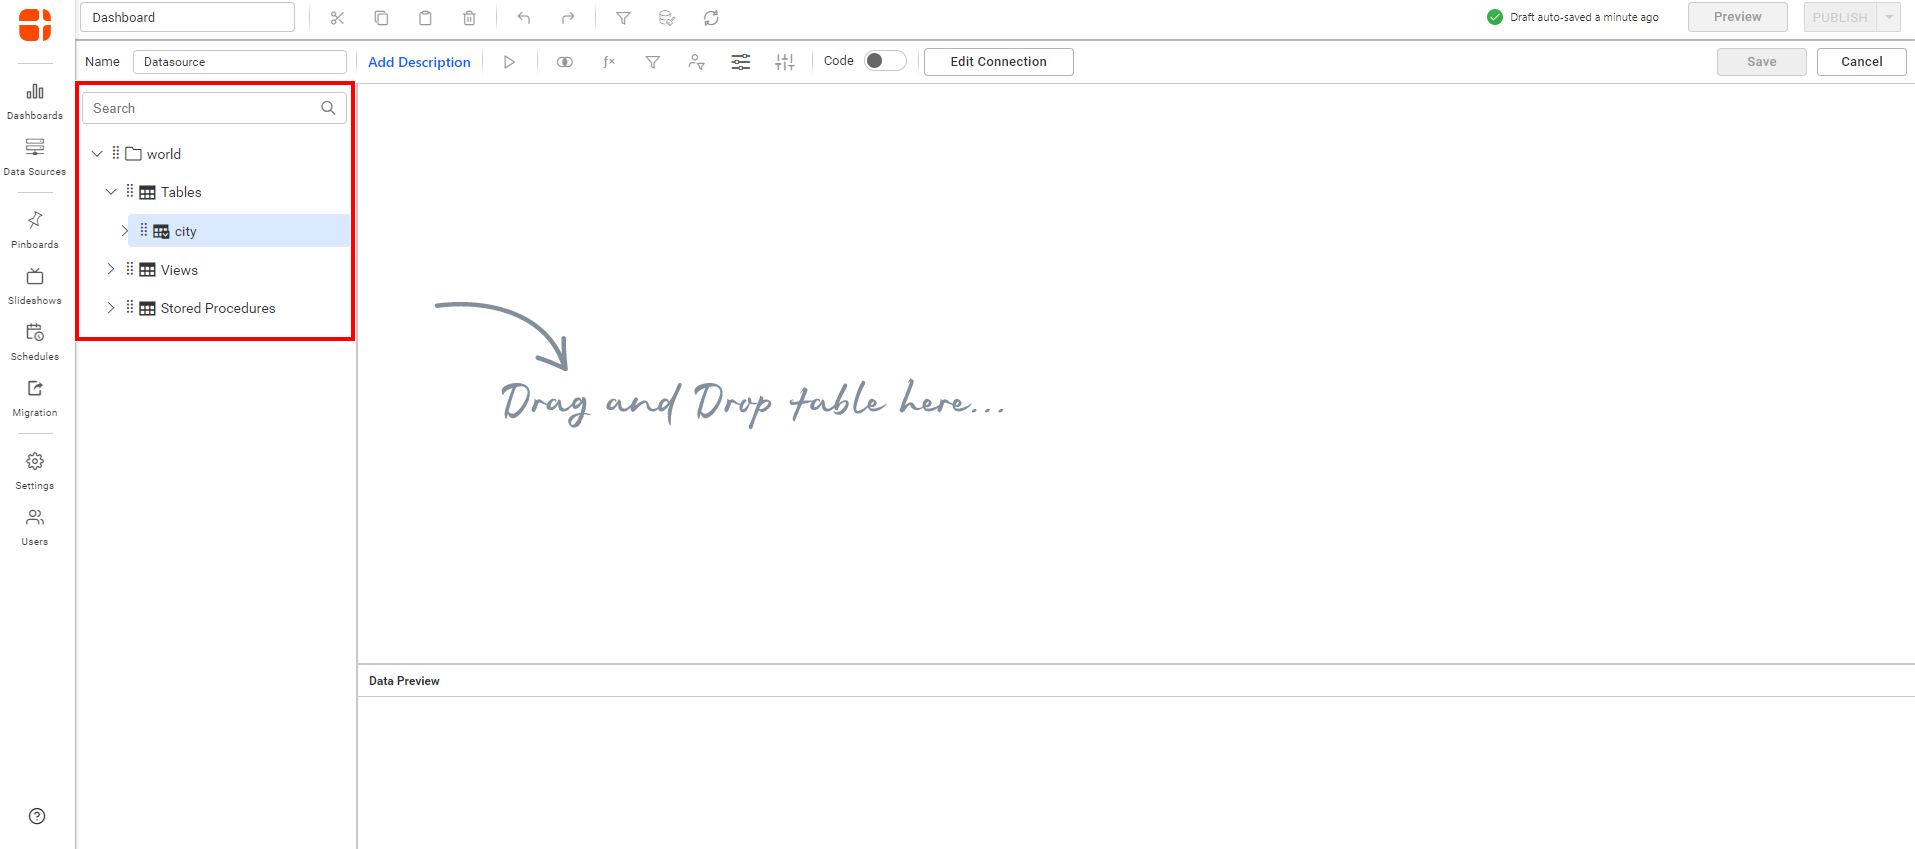 Dashboard
Draft auto-saved a minute ago
Preview
PUBLISH
Name
Datasource
Add Description
Code
Edit Connection
Save
Cancel
Dashboards
Data Sources
Pinboards
Slideshows
Schedules
Migration
Settings
Users
Search
world
Tables
city
Views
Stored Procedures
Drag and Drop table here...
Data Preview